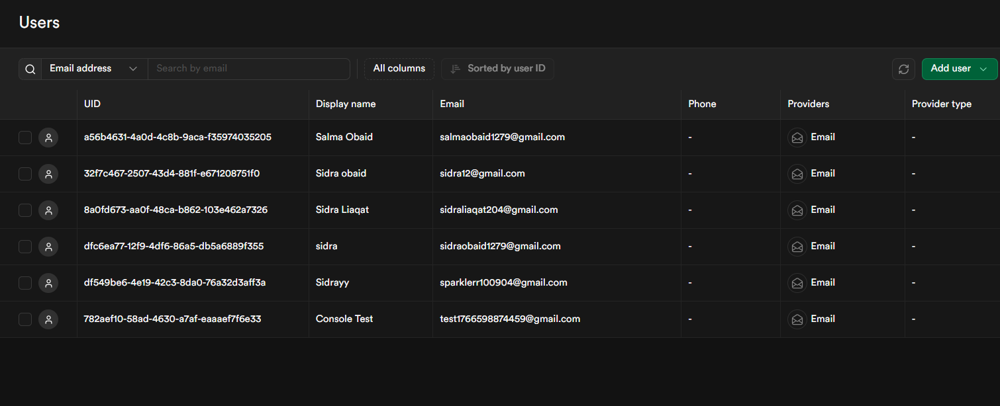 Users
Email address Search by email All columns Sorted by user ID Add user
UID Display name Email Phone Providers Provider type
a56b4631-4a0d-4c8b-9aca-f35974035205 Salma Obaid salmaobaid1279@gmail.com - Email -
32f7c467-2507-43d4-881f-e671208751f0 Sidra obaid sidra12@gmail.com - Email -
8a0fd673-aa0f-48ca-b862-103e462a7326 Sidra Liaqat sidraliaqat204@gmail.com - Email -
dfc6ea77-12f9-4df6-86a5-db5a6889f355 sidra sidraobaid1279@gmail.com - Email -
df549be6-4e19-42c3-8da0-76a32d3aff3a Sidrayy sparklerr100904@gmail.com - Email -
782aef10-58ad-4630-a7af-eaaaef7f6e33 Console Test test1766598874459@gmail.com - Email -